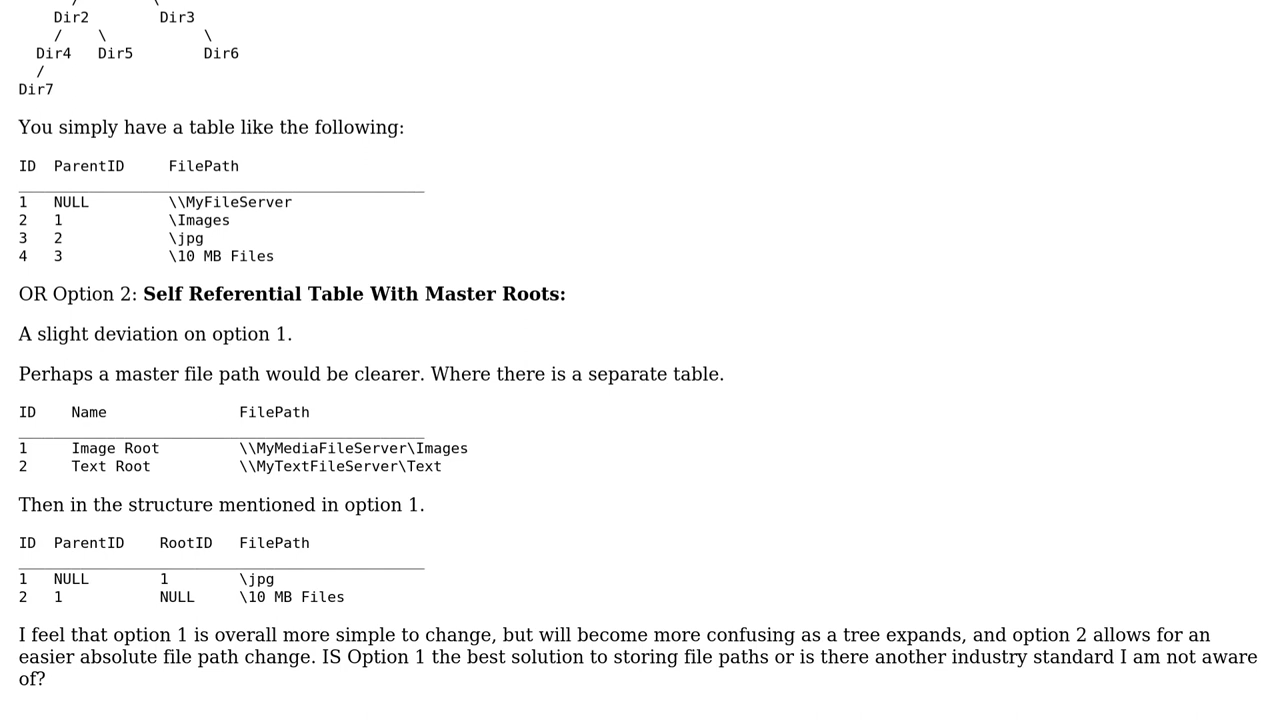 / \
Dir2 Dir3
/ \ \
Dir4 Dir5 Dir6
/
Dir7
You simply have a table like the following:
ID ParentID FilePath
1 NULL \\MyFileServer
2 1 \Images
3 2 \jpg
4 3 \10 MB Files
OR Option 2: Self Referential Table With Master Roots:
A slight deviation on option 1.
Perhaps a master file path would be clearer. Where there is a separate table.
ID Name FilePath
1 Image Root \\MyMediaFileServer\Images
2 Text Root \\MyTextFileServer\Text
Then in the structure mentioned in option 1.
ID ParentID RootID FilePath
1 NULL 1 \jpg
2 1 NULL \10 MB Files
I feel that option 1 is overall more simple to change, but will become more confusing as a tree expands, and option 2 allows for an
easier absolute file path change. IS Option 1 the best solution to storing file paths or is there another industry standard I am not aware
of?